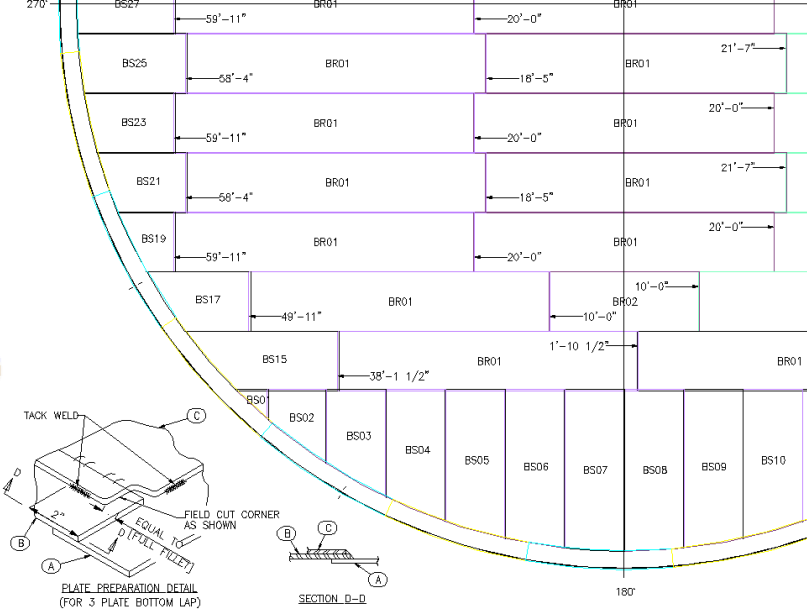 270'
BS27
59'-11"
BR01
20'-0"
BR01
BS25
58'-4"
BR01
18'-5"
BR01
21'-7"
BS23
59'-11"
BR01
20'-0"
BR01
20'-0"
BS21
58'-4"
BR01
18'-5"
BR01
21'-7"
BS19
59'-11"
BR01
20'-0"
BR01
20'-0"
BS17
49'-11"
BR01
10'-0"
BR02
10'-0"
BS15
38'-1 1/2"
BR01
1'-10 1/2"
BR01
BS02
BS03
BS04
BS05
BS06
BS07
BS08
BS09
BS10
TACK WELD
C
D
2"
FIELD CUT CORNER
AS SHOWN
EQUAL TO
D
(FULL FILLET)
B
A
PLATE PREPARATION DETAIL
(FOR 3 PLATE BOTTOM LAP)
B
C
A
SECTION D-D
180'